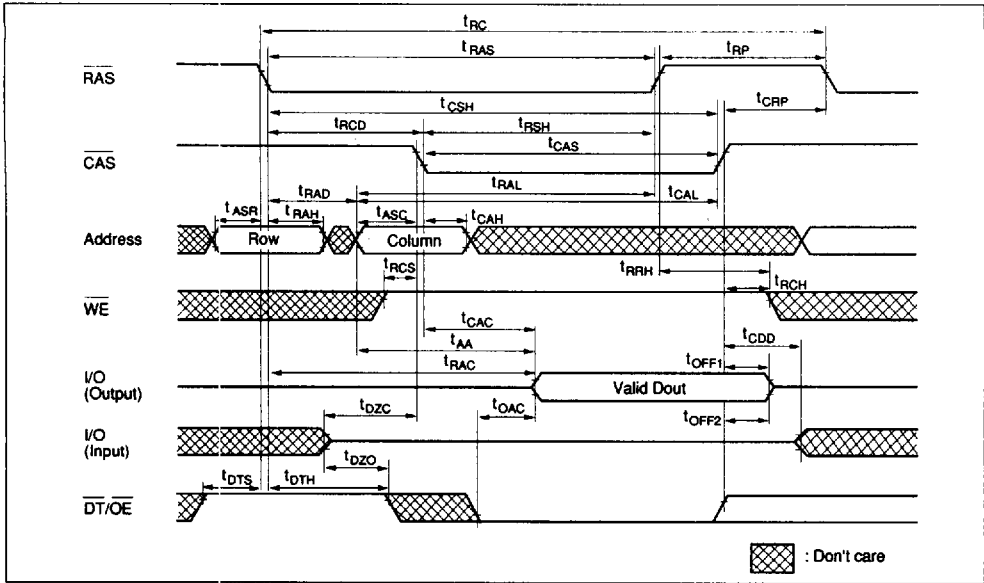 tRC
tRAS
tRP
RAS
tCSH
tCRP
tRCD
tRSH
tCAS
CAS
tRAL
tRAD
tCAL
tASR
tRAH
tASC
tCAH
Address
Row
Column
tRCS
tRRH
tRCH
WE
tCAC
tCDD
tAA
tOFF1
tRAC
I/O
(Output)
Valid Dout
tDZC
tOAC
tOFF2
I/O
(Input)
tDZO
tDTS
tDTH
DT/OE
: Don't care